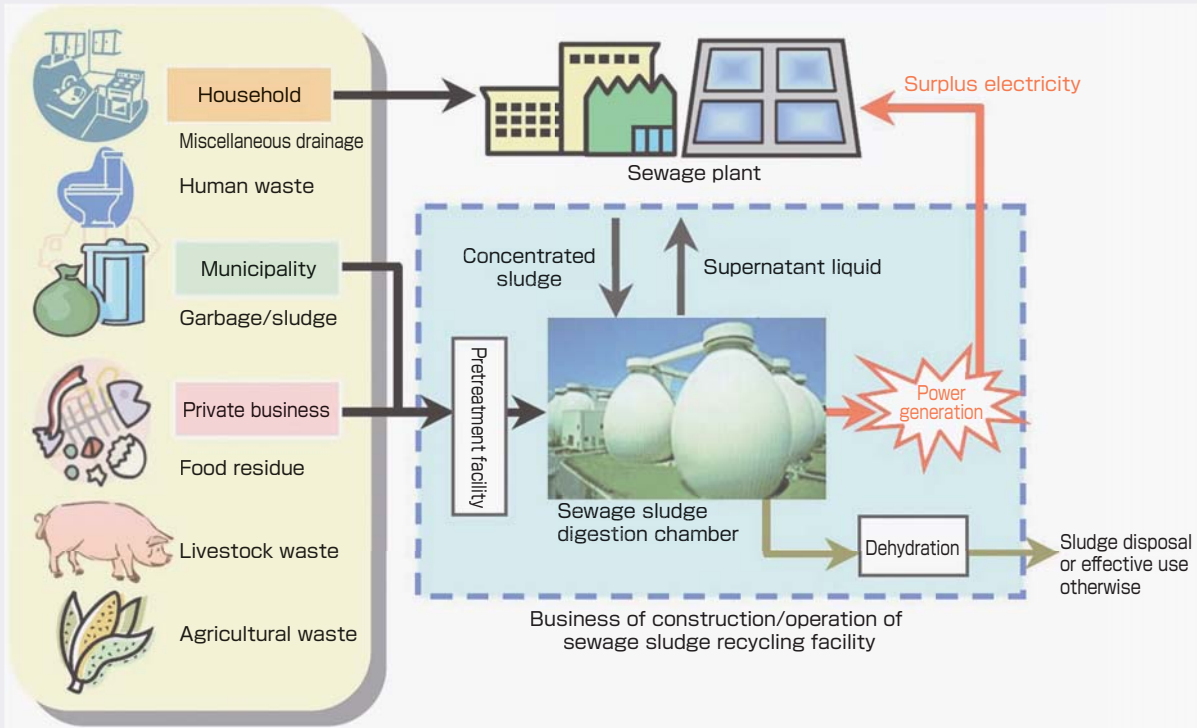 Household
Miscellaneous drainage
Human waste
Municipality
Garbage/sludge
Private business
Food residue
Livestock waste
Agricultural waste
Sewage plant
Surplus electricity
Concentrated
sludge
Supernatant liquid
Pretreatment facility
Sewage sludge
digestion chamber
Power
generation
Dehydration
Sludge disposal
or effective use
otherwise
Business of construction/operation of
sewage sludge recycling facility